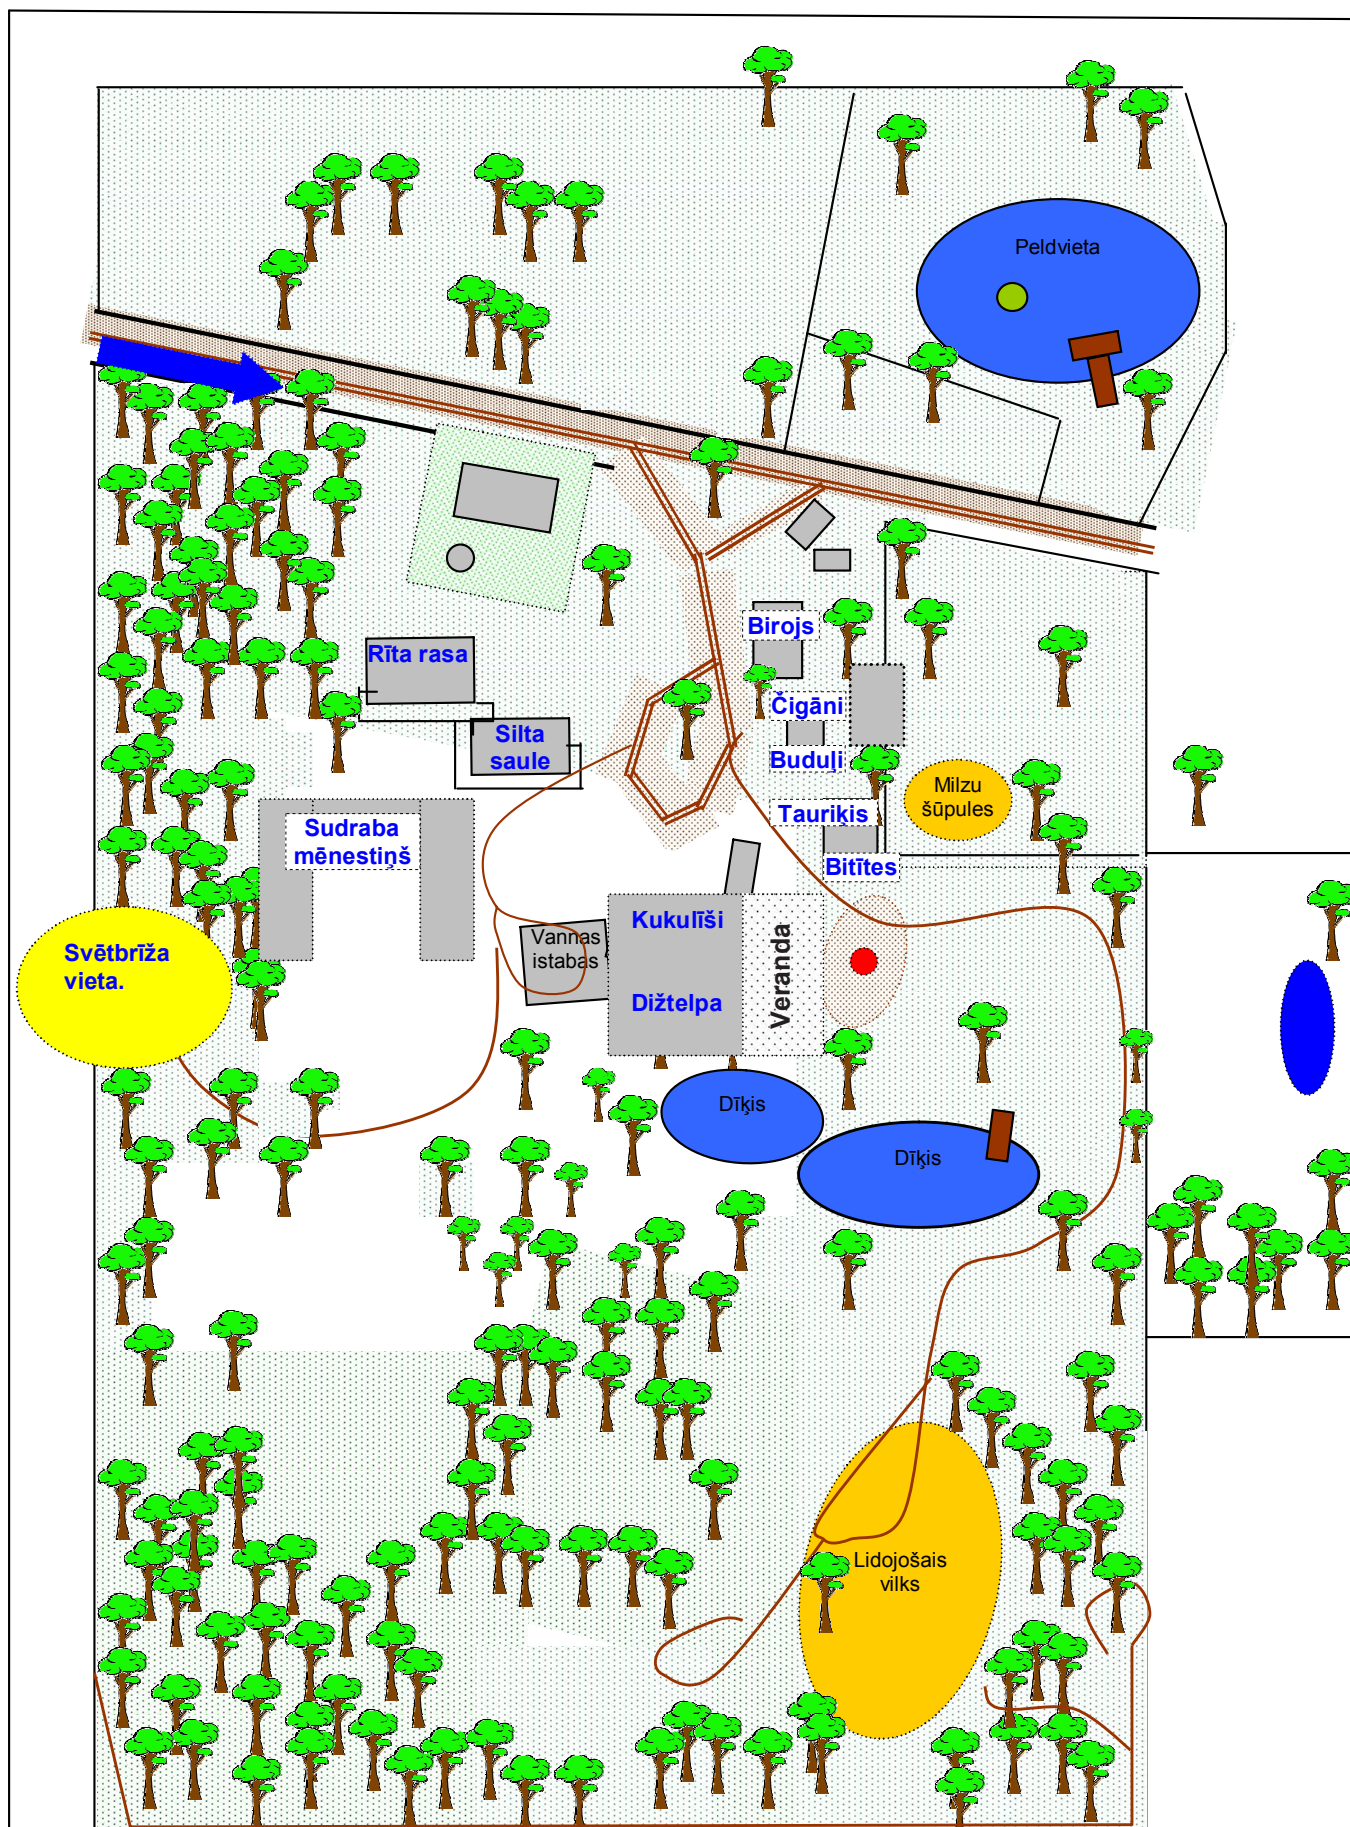 Peldvieta
Birojs
Rīta rasa
Čigāni
Silta
saule
Buduļi
Milzu
šūpules
Tauriķis
Sudraba
mēnestiņš
Bitītes
Kukulīši
Vannas
istabas
Veranda
Svētbrīža
vieta.
Dižtelpa
Dīķis
Dīķis
Lidojošais
vilks